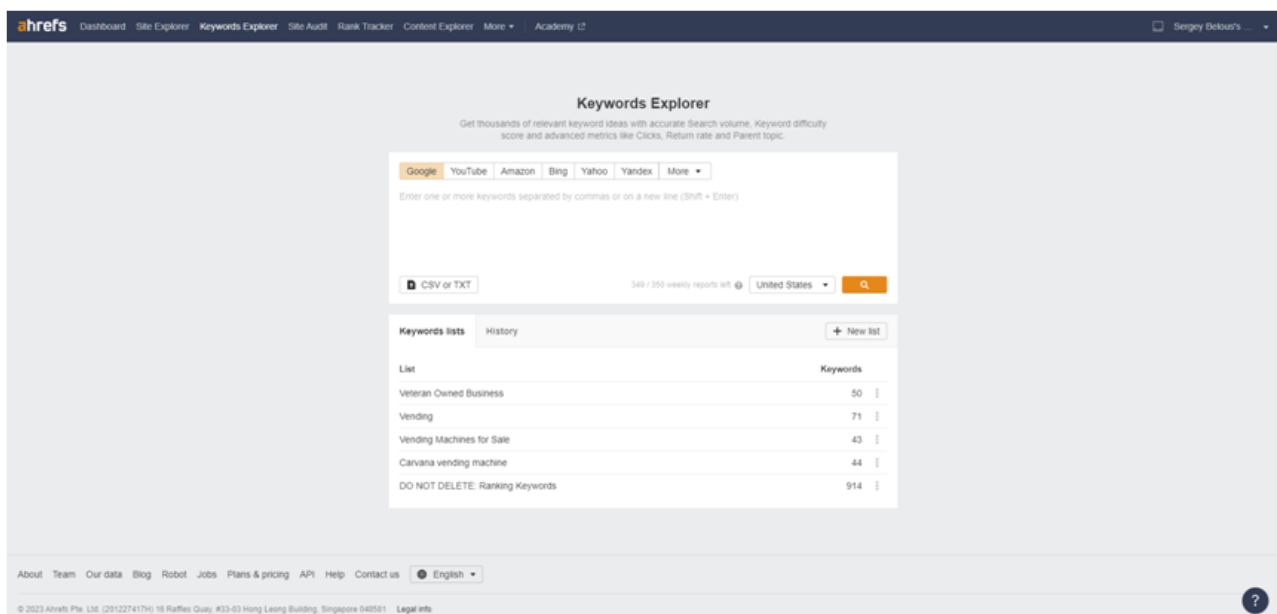 ahrefs Dashboard Site Explorer Keywords Explorer Site Audit Rank Tracker Content Explorer More Academy Sergey Belous's ...
Keywords Explorer
Get thousands of relevant keyword ideas with accurate Search volume, Keyword difficulty
score and advanced metrics like Clicks, Return rate and Parent topic.
Google YouTube Amazon Bing Yahoo Yandex More
Enter one or more keywords separated by commas or on a new line (Shift + Enter)
CSV or TXT 349 / 350 weekly reports left United States
Keywords lists History + New list
List Keywords
Veteran Owned Business 50
Vending 71
Vending Machines for Sale 43
Carvana vending machine 44
DO NOT DELETE: Ranking Keywords 914
About Team Our data Blog Robot Jobs Plans & pricing API Help Contact us English
© 2023 Ahrefs Pte. Ltd. (201227417H) 16 Raffles Quay, #33-03 Hong Leong Building, Singapore 048581 Legal info
?